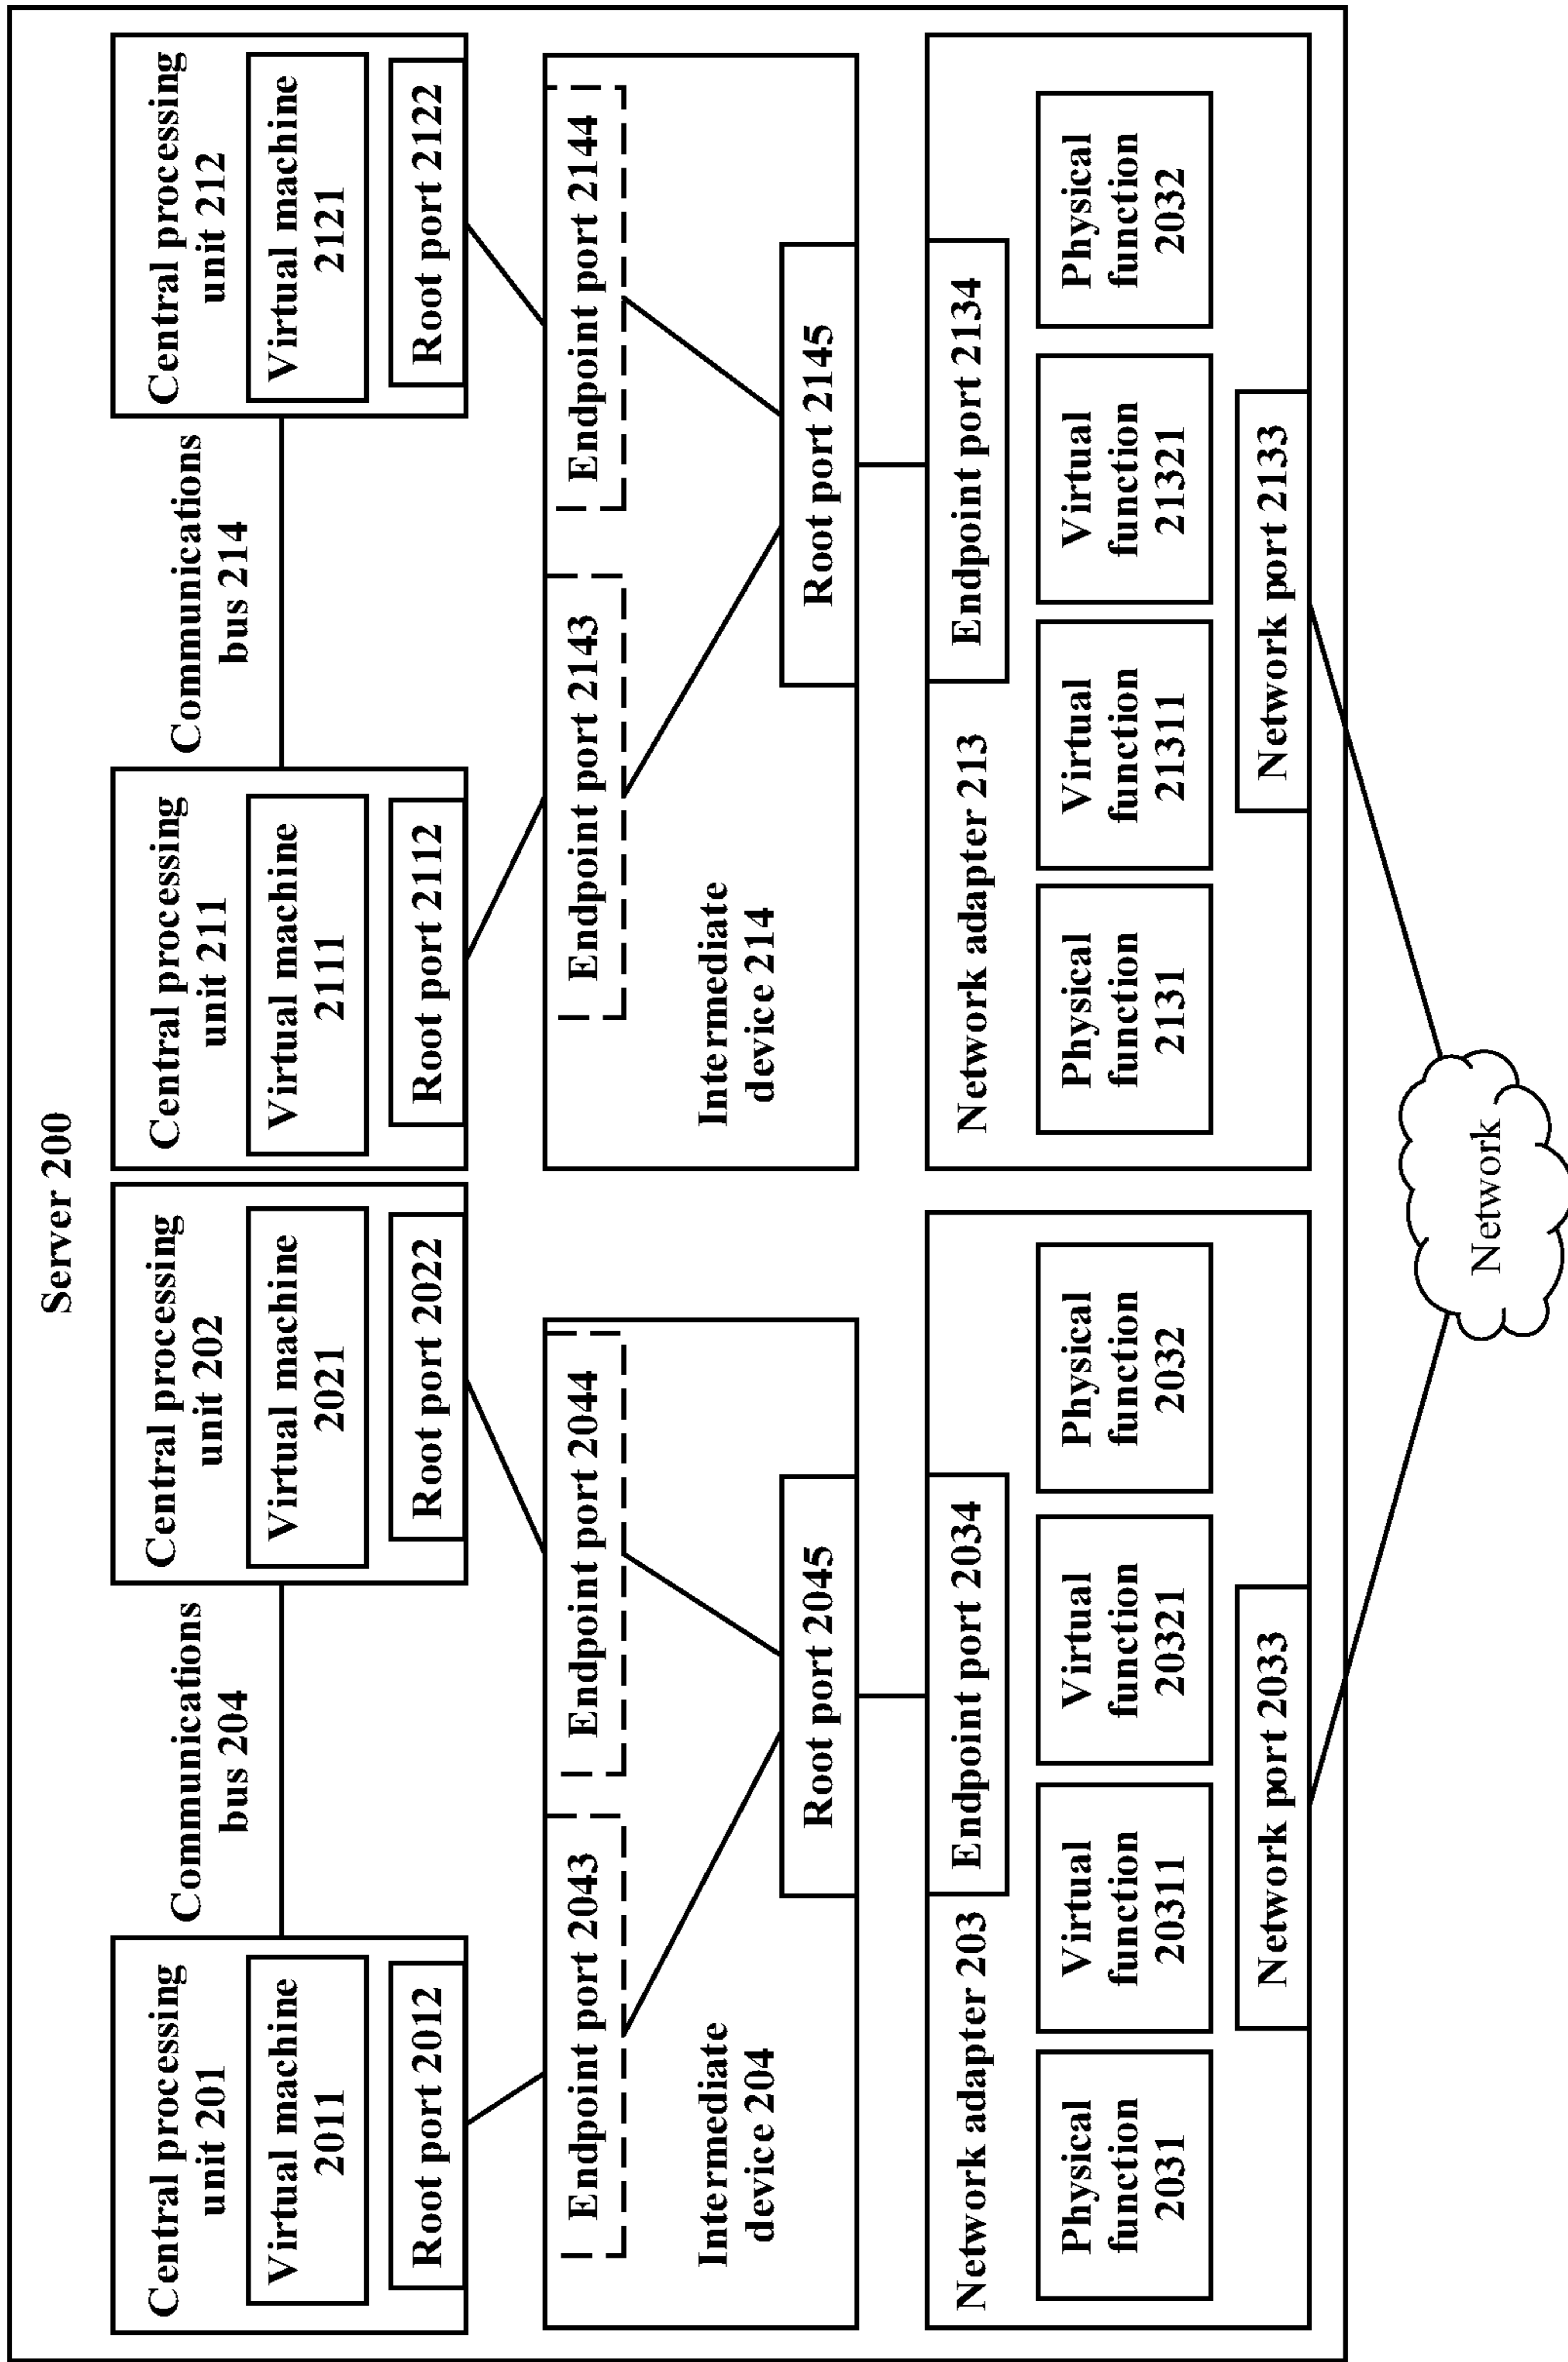 Server 200
Central processing
unit 201
Virtual machine
2011
Root port 2012
Communications
bus 204
Central processing
unit 202
Virtual machine
2021
Root port 2022
Central processing
unit 211
Virtual machine
2111
Root port 2112
Communications
bus 214
Central processing
unit 212
Virtual machine
2121
Root port 2122
Endpoint port 2043
Endpoint port 2044
Intermediate
device 204
Root port 2045
Endpoint port 2143
Endpoint port 2144
Intermediate
device 214
Root port 2145
Network adapter 203
Endpoint port 2034
Physical
function
2031
Virtual
function
20311
Virtual
function
20321
Physical
function
2032
Network port 2033
Network adapter 213
Endpoint port 2134
Physical
function
2131
Virtual
function
21311
Virtual
function
21321
Physical
function
2032
Network port 2133
Network